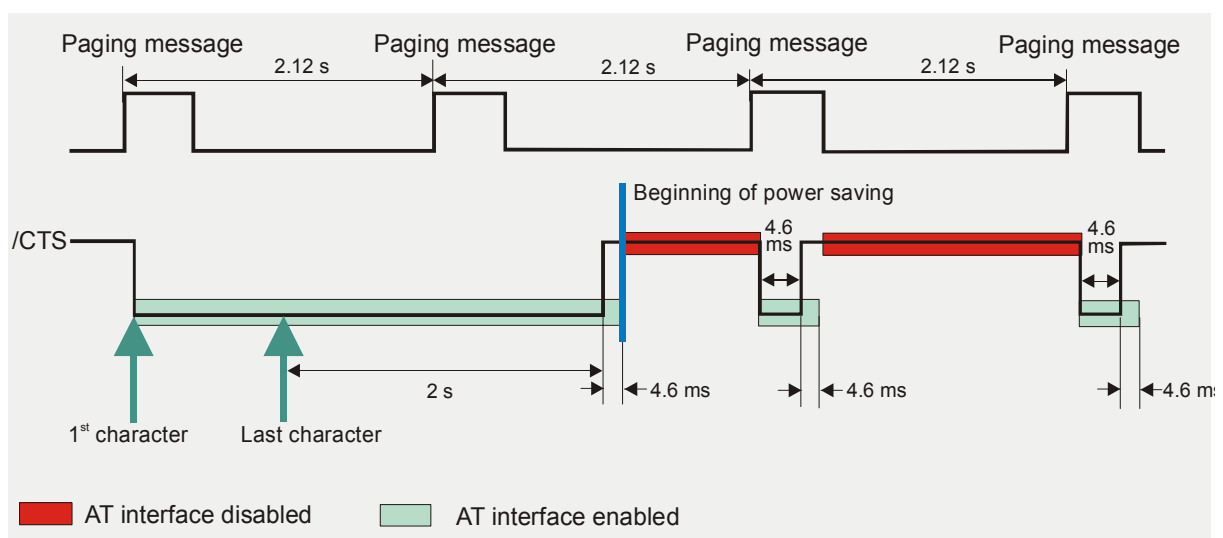 Paging message Paging message Paging message Paging message
2.12 s 2.12 s 2.12 s
Beginning of power saving
/CTS
4.6 ms
4.6 ms
2 s
4.6 ms
4.6 ms
4.6 ms
1st character
Last character
AT interface disabled
AT interface enabled